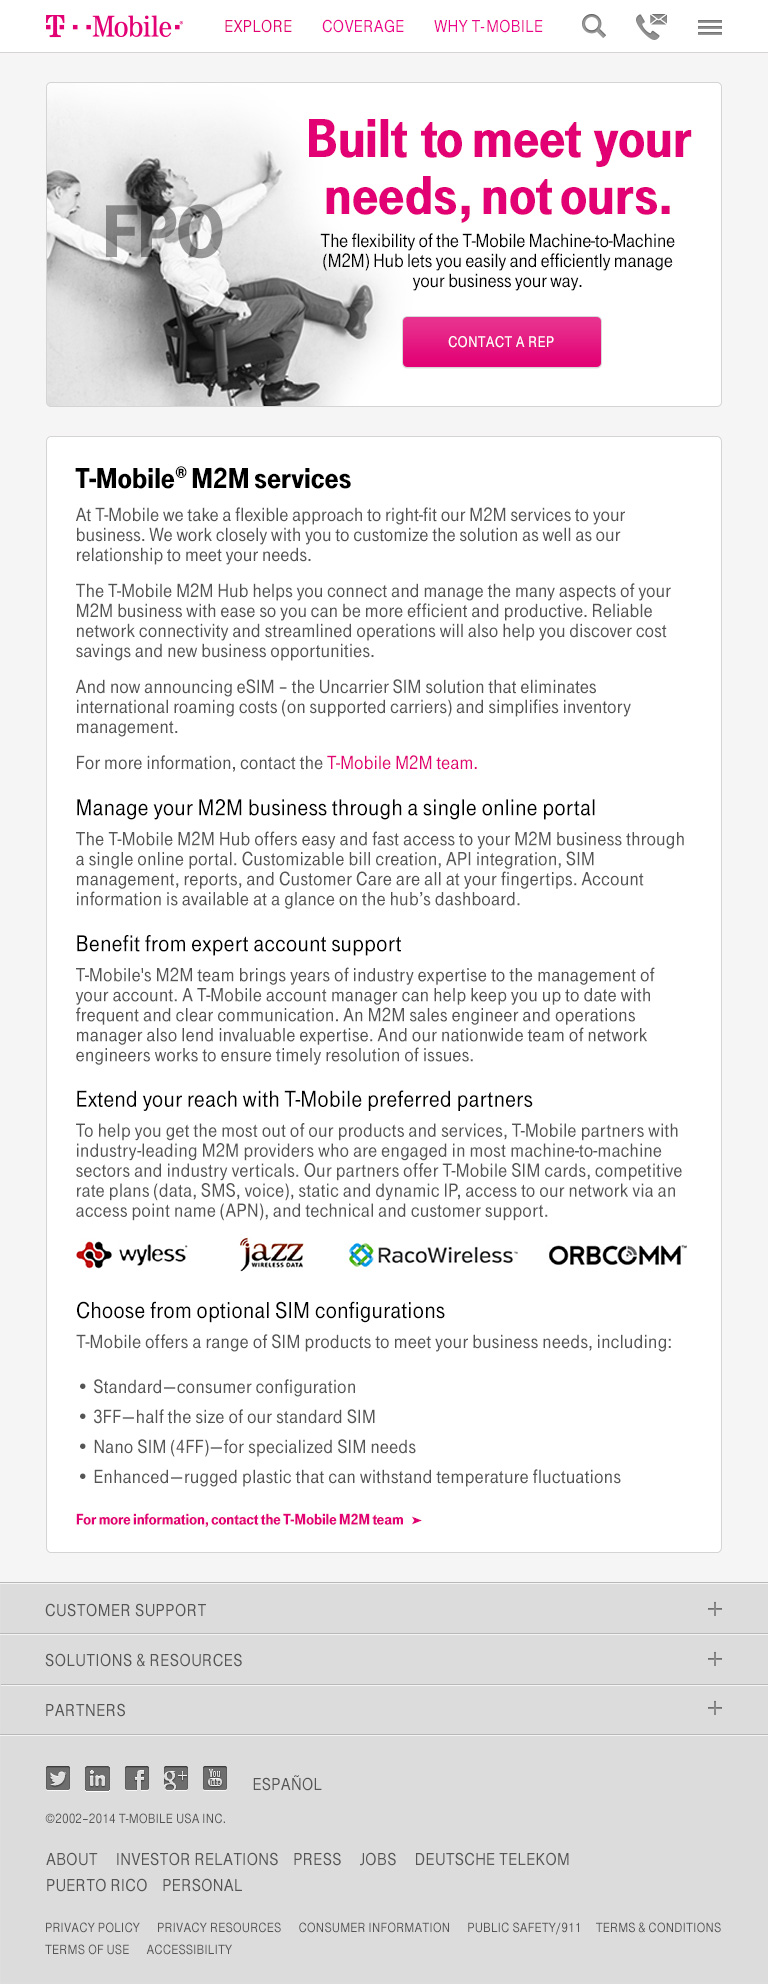 T··Mobile·®
EXPLORE COVERAGE WHY T-MOBILE
FPO
Built to meet your
needs, not ours.
The flexibility of the T-Mobile Machine-to-Machine
(M2M) Hub lets you easily and efficiently manage
your business your way.
CONTACT A REP
T-Mobile® M2M services
At T-Mobile we take a flexible approach to right-fit our M2M services to your
business. We work closely with you to customize the solution as well as our
relationship to meet your needs.
The T-Mobile M2M Hub helps you connect and manage the many aspects of your
M2M business with ease so you can be more efficient and productive. Reliable
network connectivity and streamlined operations will also help you discover cost
savings and new business opportunities.
And now announcing eSIM – the Uncarrier SIM solution that eliminates
international roaming costs (on supported carriers) and simplifies inventory
management.
For more information, contact the T-Mobile M2M team.
Manage your M2M business through a single online portal
The T-Mobile M2M Hub offers easy and fast access to your M2M business through
a single online portal. Customizable bill creation, API integration, SIM
management, reports, and Customer Care are all at your fingertips. Account
information is available at a glance on the hub’s dashboard.
Benefit from expert account support
T-Mobile's M2M team brings years of industry expertise to the management of
your account. A T-Mobile account manager can help keep you up to date with
frequent and clear communication. An M2M sales engineer and operations
manager also lend invaluable expertise. And our nationwide team of network
engineers works to ensure timely resolution of issues.
Extend your reach with T-Mobile preferred partners
To help you get the most out of our products and services, T-Mobile partners with
industry-leading M2M providers who are engaged in most machine-to-machine
sectors and industry verticals. Our partners offer T-Mobile SIM cards, competitive
rate plans (data, SMS, voice), static and dynamic IP, access to our network via an
access point name (APN), and technical and customer support.
wyless jazz WIRELESS DATA RacoWireless™ ORBCOMM™
Choose from optional SIM configurations
T-Mobile offers a range of SIM products to meet your business needs, including:
• Standard—consumer configuration
• 3FF—half the size of our standard SIM
• Nano SIM (4FF)—for specialized SIM needs
• Enhanced—rugged plastic that can withstand temperature fluctuations
For more information, contact the T-Mobile M2M team ➤
CUSTOMER SUPPORT +
SOLUTIONS & RESOURCES +
PARTNERS +
in f g+ You Tube ESPAÑOL
©2002–2014 T-MOBILE USA INC.
ABOUT INVESTOR RELATIONS PRESS JOBS DEUTSCHE TELEKOM
PUERTO RICO PERSONAL
PRIVACY POLICY PRIVACY RESOURCES CONSUMER INFORMATION PUBLIC SAFETY/911 TERMS & CONDITIONS
TERMS OF USE ACCESSIBILITY